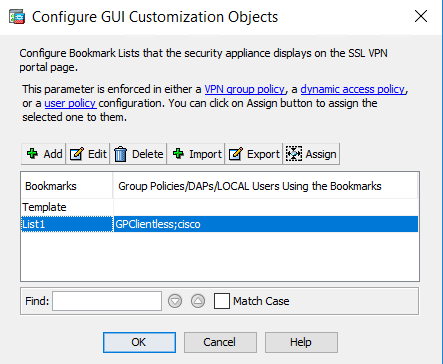 Configure GUI Customization Objects
Configure Bookmark Lists that the security appliance displays on the SSL VPN
portal page.
This parameter is enforced in either a VPN group policy, a dynamic access policy,
or a user policy configuration. You can click on Assign button to assign the
selected one to them.
Add Edit Delete Import Export Assign
Bookmarks Group Policies/DAPs/LOCAL Users Using the Bookmarks
Template
List1 GPClientless;cisco
Find: Match Case
OK Cancel Help